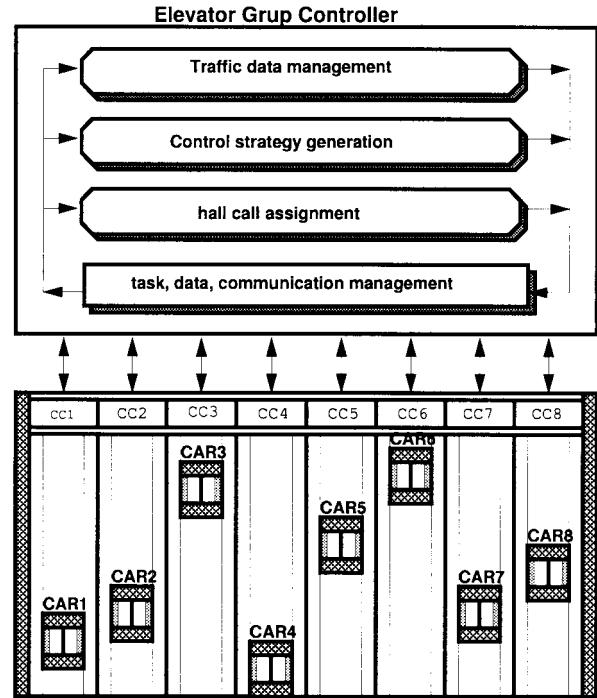 Elevator Grup Controller
Traffic data management
Control strategy generation
hall call assignment
task, data, communication management
CC1 CC2 CC3 CC4 CC5 CC6 CC7 CC8
CAR6
CAR3
CAR5
CAR8
CAR2
CAR7
CAR1
CAR4